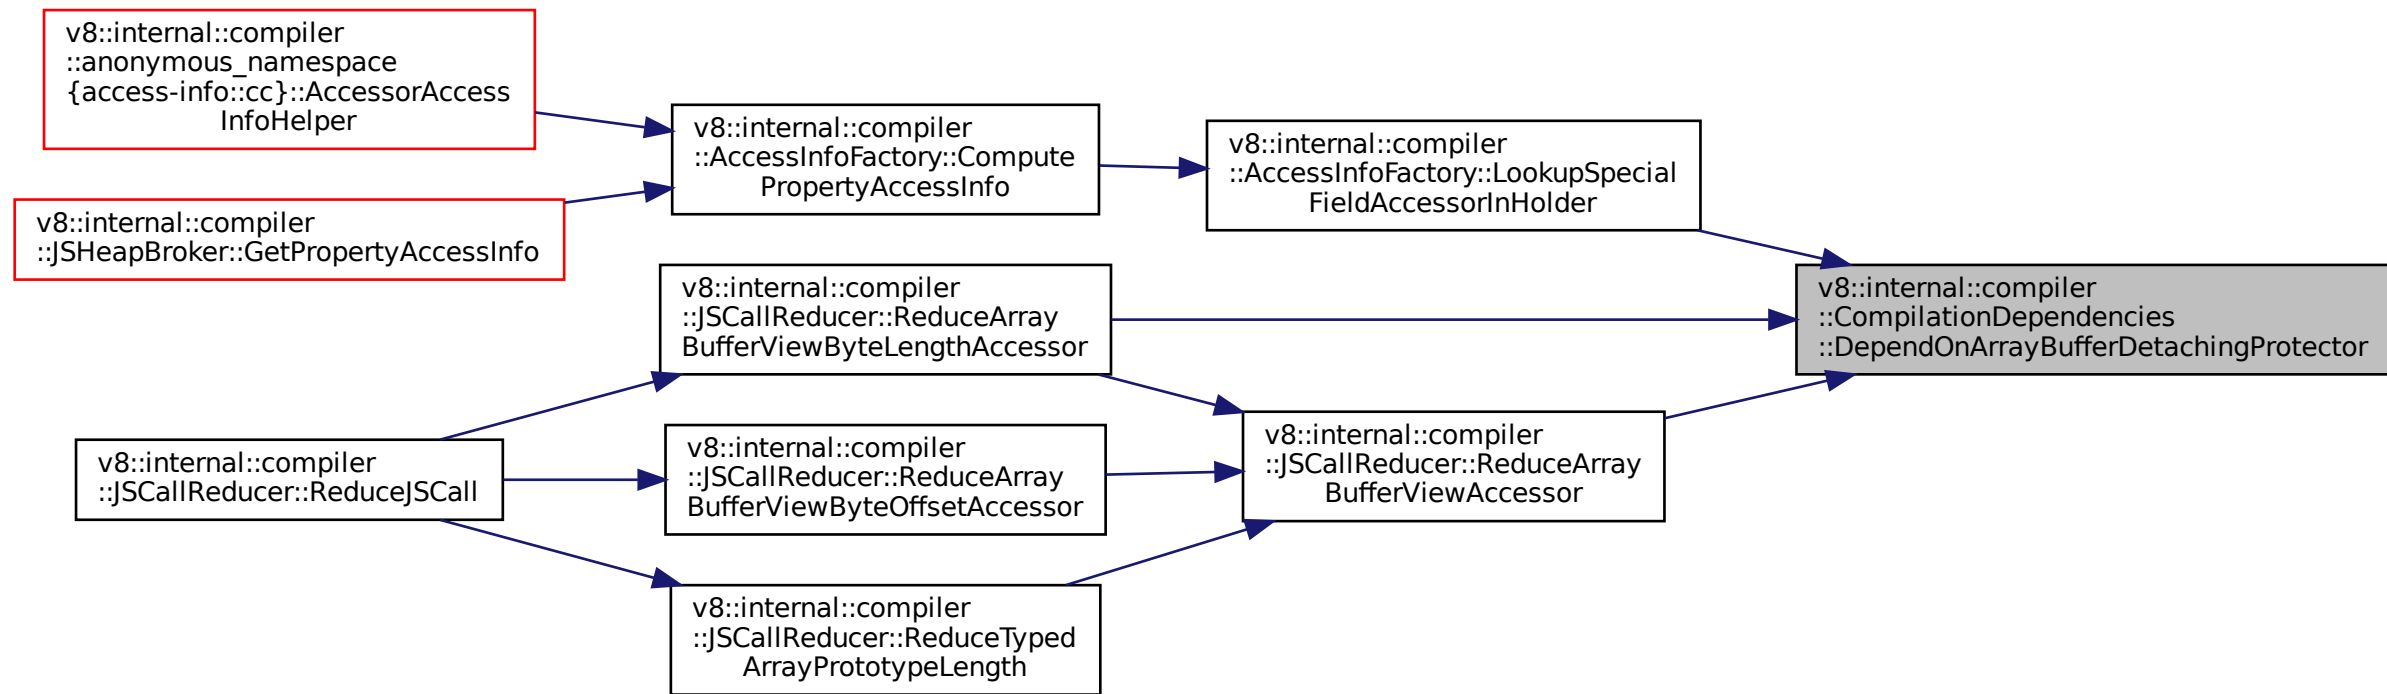 v8::internal::compiler
::anonymous_namespace
{access-info::cc}::AccessorAccess
InfoHelper
v8::internal::compiler
::AccessInfoFactory::Compute
PropertyAccessInfo
v8::internal::compiler
::AccessInfoFactory::LookupSpecial
FieldAccessorInHolder
v8::internal::compiler
::JSHeapBroker::GetPropertyAccessInfo
v8::internal::compiler
::JSCallReducer::ReduceArray
BufferViewByteLengthAccessor
v8::internal::compiler
::CompilationDependencies
::DependOnArrayBufferDetachingProtector
v8::internal::compiler
::JSCallReducer::ReduceJSCall
v8::internal::compiler
::JSCallReducer::ReduceArray
BufferViewByteOffsetAccessor
v8::internal::compiler
::JSCallReducer::ReduceArray
BufferViewAccessor
v8::internal::compiler
::JSCallReducer::ReduceTyped
ArrayPrototypeLength